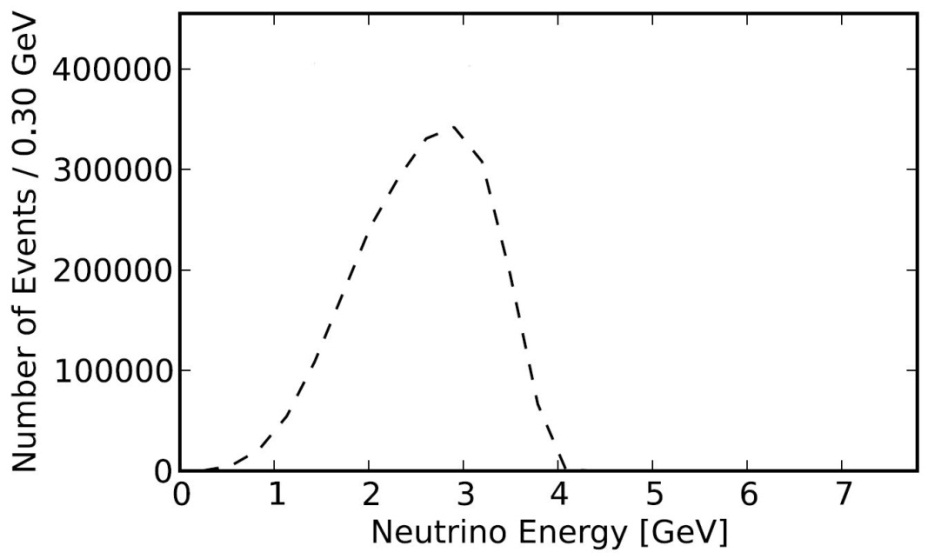 Number of Events / 0.30 GeV
400000
300000
200000
100000
0
0 1 2 3 4 5 6 7
Neutrino Energy [GeV]